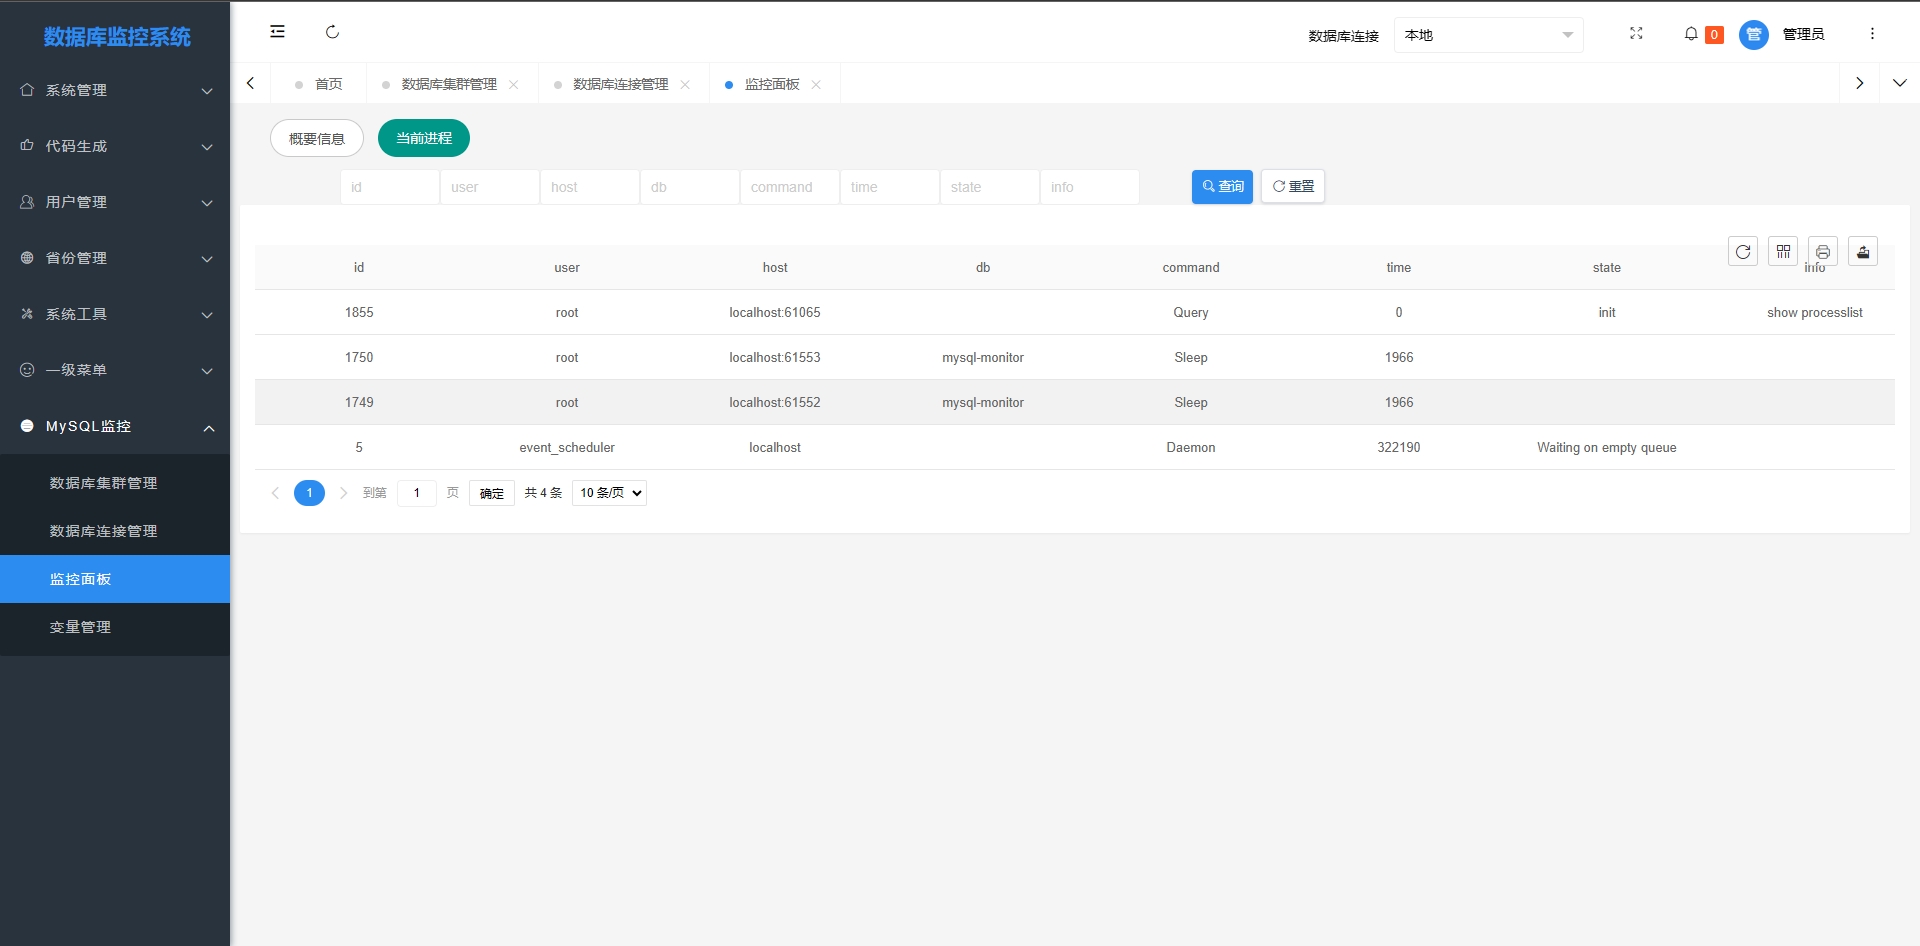 数据库监控系统
数据库连接 本地 0 管 管理员
首页 数据库集群管理 数据库连接管理 监控面板
系统管理
代码生成
用户管理
省份管理
系统工具
一级菜单
MySQL监控
数据库集群管理
数据库连接管理
监控面板
变量管理
概要信息 当前进程
id user host db command time state info 查询 重置
id user host db command time state info
1855 root localhost:61065 Query 0 init show processlist
1750 root localhost:61553 mysql-monitor Sleep 1966
1749 root localhost:61552 mysql-monitor Sleep 1966
5 event_scheduler localhost Daemon 322190 Waiting on empty queue
1 到第 1 页 确定 共 4 条 10 条/页